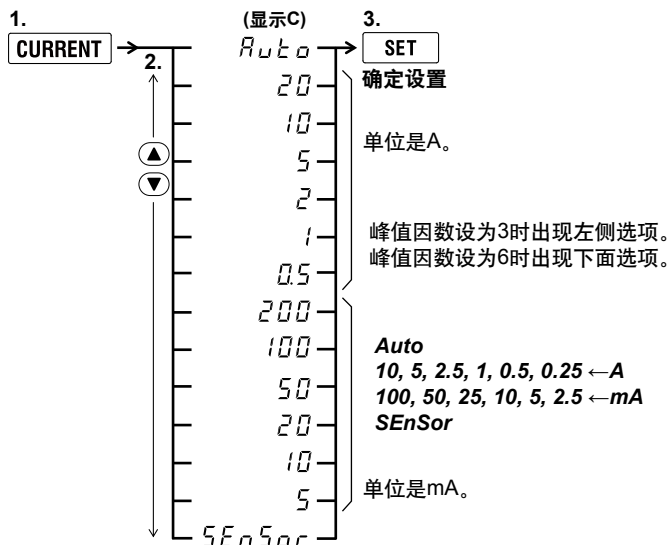 1.
(显示C)
3.
CURRENT
Auto
SET
2.
20
确定设置
10
单位是A。
5
2
1
峰值因数设为3时出现左侧选项。
峰值因数设为6时出现下面选项。
0.5
200
100
Auto
10, 5, 2.5, 1, 0.5, 0.25 ←A
50
100, 50, 25, 10, 5, 2.5 ←mA
20
SEnSor
10
5
单位是mA。
SEnSor